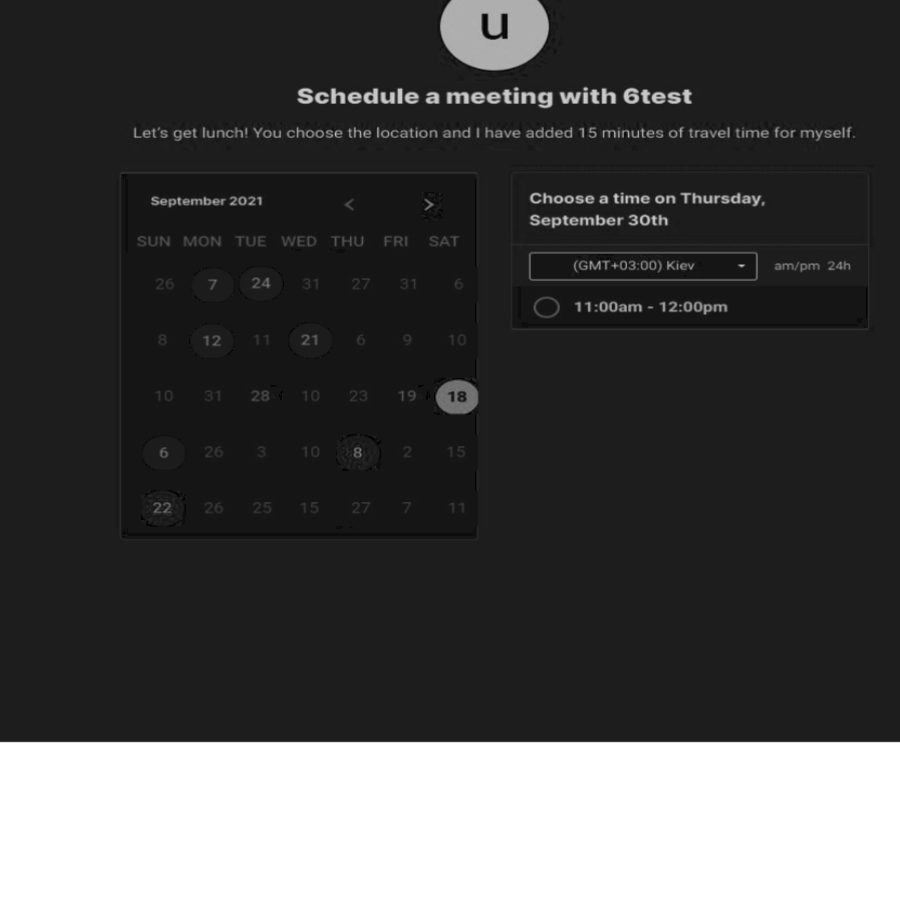 u
Schedule a meeting with 6test
Let's get lunch! You choose the location and I have added 15 minutes of travel time for myself.
September 2021 < >
SUN MON TUE WED THU FRI SAT
26 7 24 31 27 31 6
8 12 11 21 6 9 10
10 31 28 10 23 19 18
6 26 3 10 8 2 15
22 26 25 15 27 7 11
Choose a time on Thursday,
September 30th
(GMT+03:00) Kiev am/pm 24h
11:00am - 12:00pm